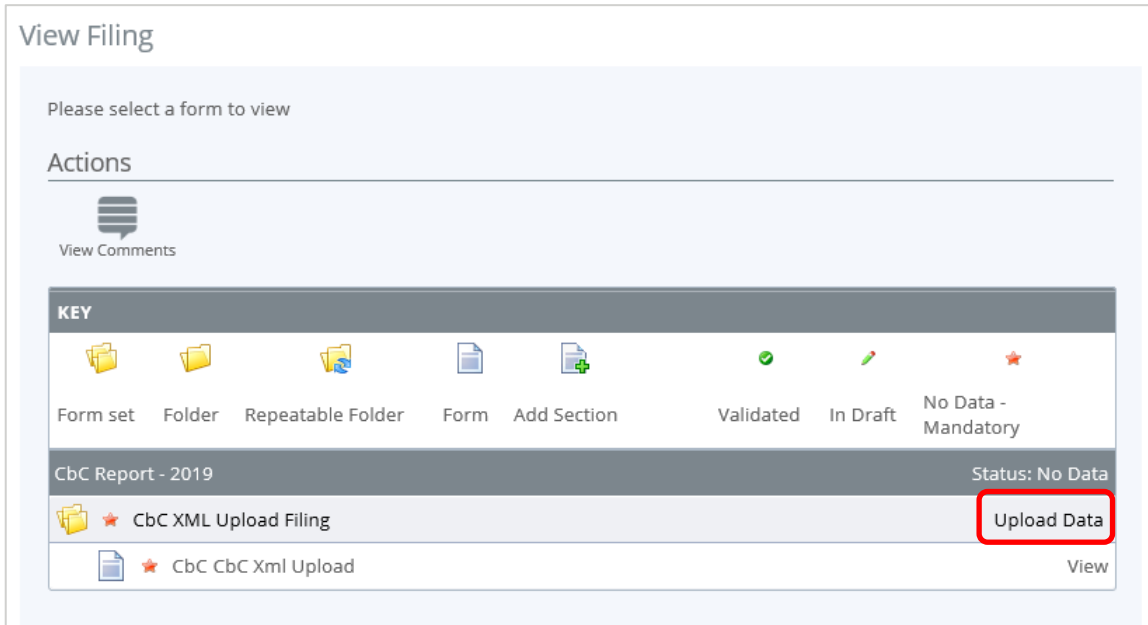 View Filing
Please select a form to view
Actions
View Comments
KEY
Form set Folder Repeatable Folder Form Add Section Validated In Draft No Data -
Mandatory
CbC Report - 2019 Status: No Data
CbC XML Upload Filing Upload Data
CbC CbC Xml Upload View